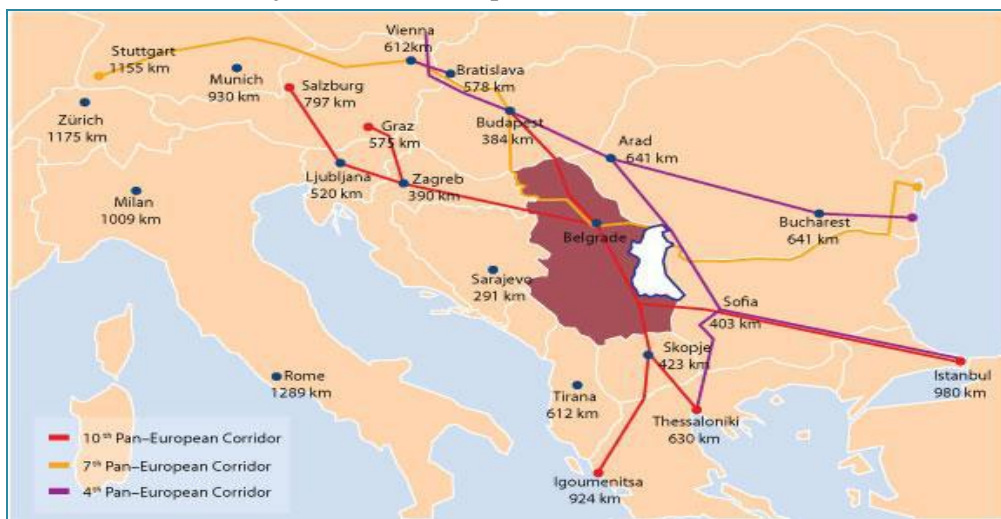 Vienna
612km
Stuttgart
1155 km
Munich
930 km
Salzburg
797 km
Bratislava
578 km
Zürich
1175 km
Graz
575 km
Budapest
384 km
Arad
641 km
Ljubljana
520 km
Zagreb
390 km
Milan
1009 km
Bucharest
641 km
Belgrade
Sarajevo
291 km
Sofia
403 km
Skopje
423 km
Rome
1289 km
Tirana
612 km
Istanbul
980 km
Thessaloniki
630 km
Igoumenitsa
924 km
10th Pan-European Corridor
7th Pan-European Corridor
4th Pan-European Corridor